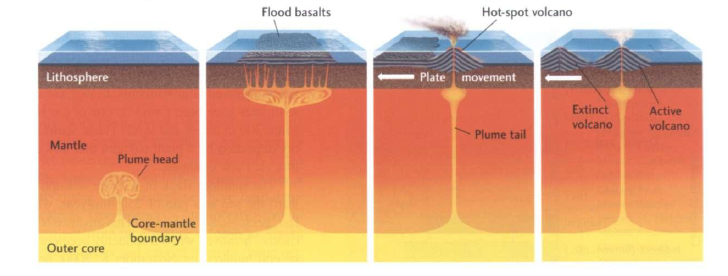 Flood basalts
Hot-spot volcano
Lithosphere
Plate movement
Extinct
volcano
Active
volcano
Plume tail
Mantle
Plume head
Core-mantle
boundary
Outer core